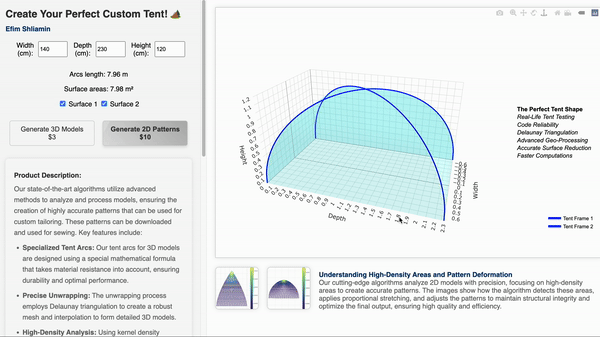 Create Your Perfect Custom Tent!
Efim Shliamin
Width (cm): 140 Depth (cm): 230 Height (cm): 120
Arcs length: 7.96 m
Surface areas: 7.98 m²
Surface 1 Surface 2
Generate 3D Models
$3
Generate 2D Patterns
$10
Product Description:
Our state-of-the-art algorithms utilize advanced
methods to analyze and process models, ensuring the
creation of highly accurate patterns that can be used for
custom tailoring. These patterns can be downloaded
and used for sewing. Key features include:
• Specialized Tent Arcs: Our tent arcs for 3D models
are designed using a special mathematical formula
that takes material resistance into account, ensuring
durability and optimal performance.
• Precise Unwrapping: The unwrapping process
employs Delaunay triangulation to create a robust
mesh and interpolation to form detailed 3D models.
• High-Density Analysis: Using kernel density
Height
Depth
Width
The Perfect Tent Shape
Real-Life Tent Testing
Code Reliability
Delaunay Triangulation
Advanced Geo-Processing
Accurate Surface Reduction
Faster Computations
Tent Frame 1
Tent Frame 2
Understanding High-Density Areas and Pattern Deformation
Our cutting-edge algorithms analyze 2D models with precision, focusing on high-density
areas to create accurate patterns. The images show how the algorithm detects these areas,
applies proportional stretching, and adjusts the patterns to maintain structural integrity and
optimize the final output, ensuring high quality and efficiency.